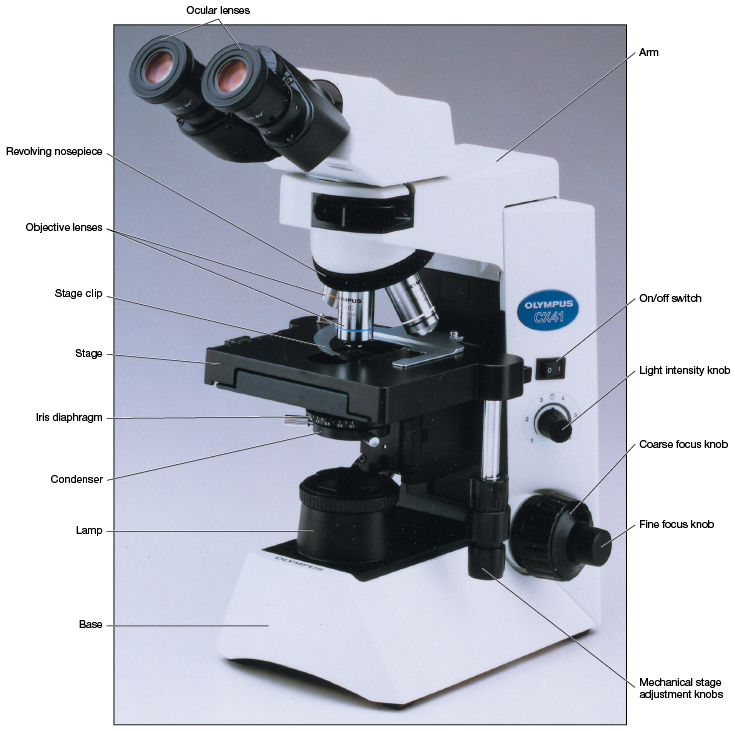 Ocular lenses
Arm
Revolving nosepiece
Objective lenses
Stage clip
On/off switch
OLYMPUS
CX41
Stage
Light intensity knob
Iris diaphragm
Coarse focus knob
Condenser
Lamp
Fine focus knob
OLYMPUS
Base
Mechanical stage
adjustment knobs